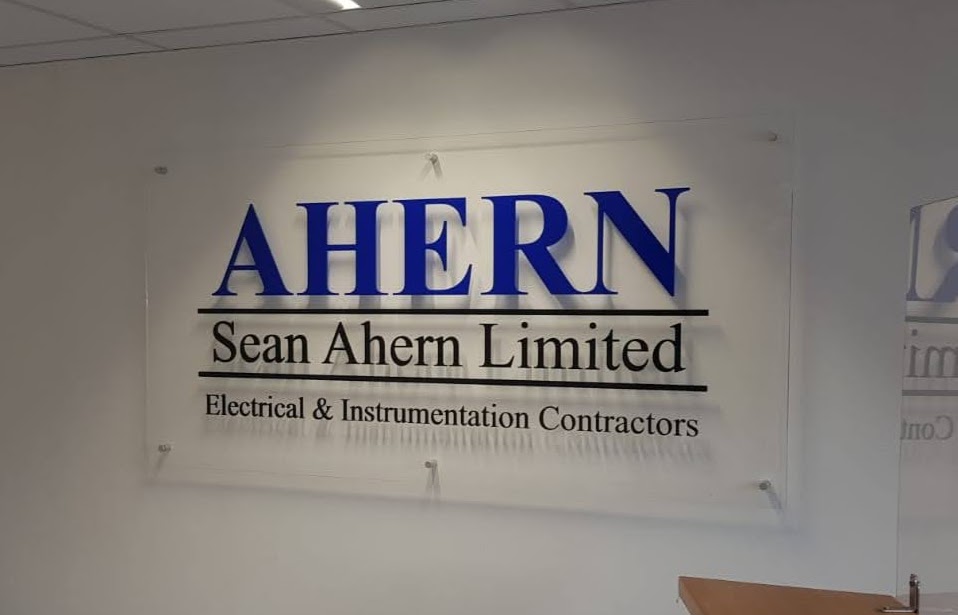 AHERN
Sean Ahern Limited
Electrical & Instrumentation Contractors